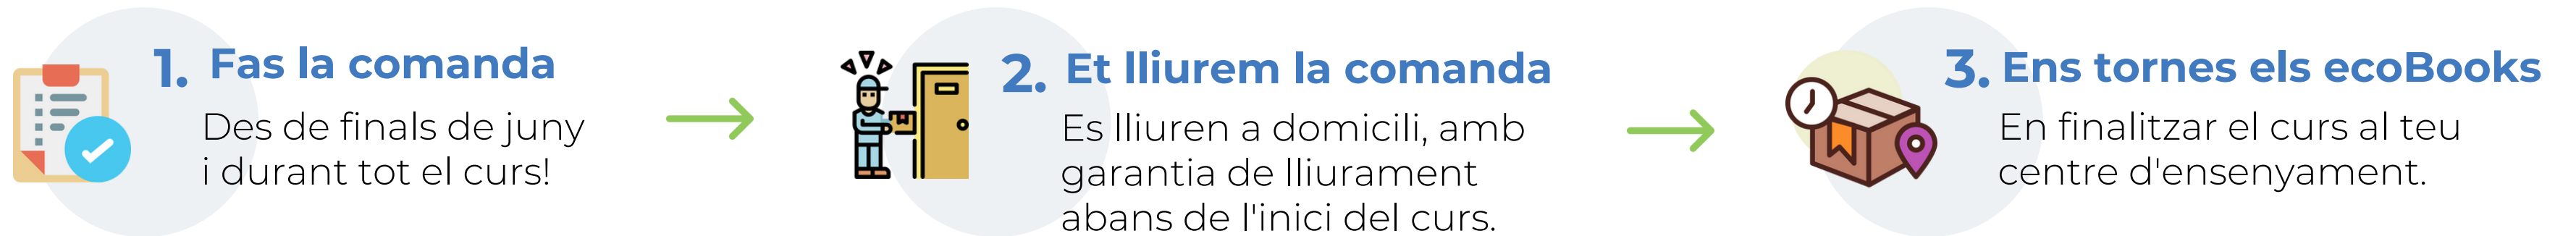 1. Fas la comanda
Des de finals de juny
i durant tot el curs!
2. Et lliurem la comanda
Es lliuren a domicili, amb
garantia de lliurament
abans de l'inici del curs.
3. Ens tornes els ecoBooks
En finalitzar el curs al teu
centre d'ensenyament.